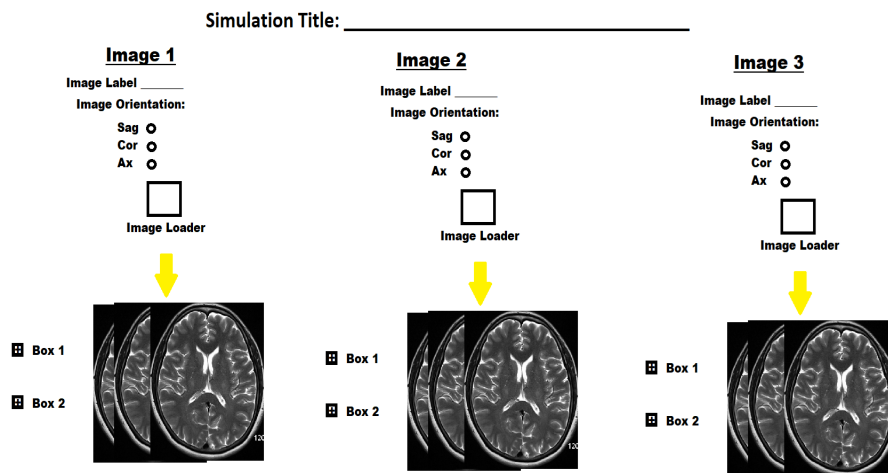 Simulation Title: ____________________
Image 1
Image Label ______
Image Orientation:
Sag
Cor
Ax
Image Loader
Box 1
Box 2
120
Image 2
Image Label ______
Image Orientation:
Sag
Cor
Ax
Image Loader
Box 1
Box 2
120
Image 3
Image Label ______
Image Orientation:
Sag
Cor
Ax
Image Loader
Box 1
Box 2